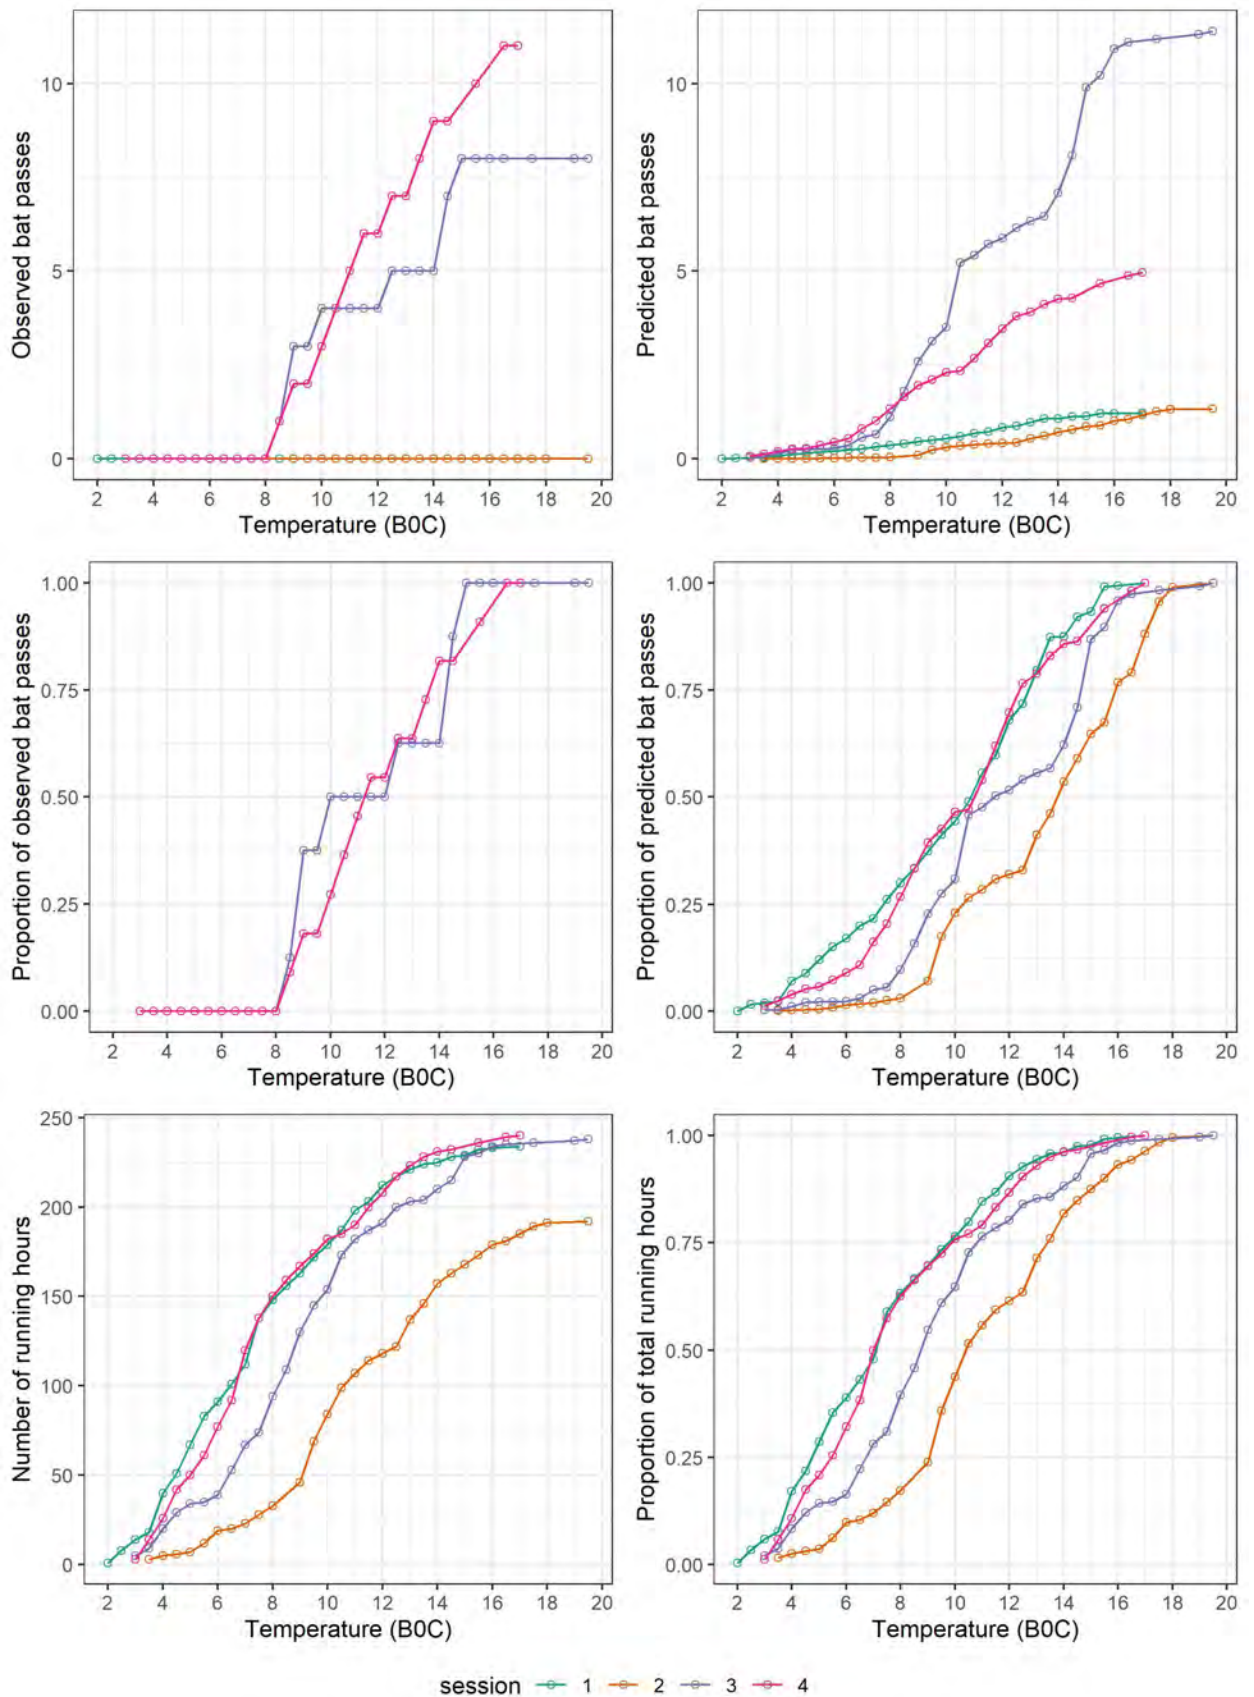 Observed bat passes
10
5
0
2 4 6 8 10 12 14 16 18 20
Temperature (B0C)
Predicted bat passes
10
5
0
2 4 6 8 10 12 14 16 18 20
Temperature (B0C)
Proportion of observed bat passes
1.00
0.75
0.50
0.25
0.00
2 4 6 8 10 12 14 16 18 20
Temperature (B0C)
Proportion of predicted bat passes
1.00
0.75
0.50
0.25
0.00
2 4 6 8 10 12 14 16 18 20
Temperature (B0C)
Number of running hours
250
200
150
100
50
0
2 4 6 8 10 12 14 16 18 20
Temperature (B0C)
Proportion of total running hours
1.00
0.75
0.50
0.25
0.00
2 4 6 8 10 12 14 16 18 20
Temperature (B0C)
session 1 2 3 4